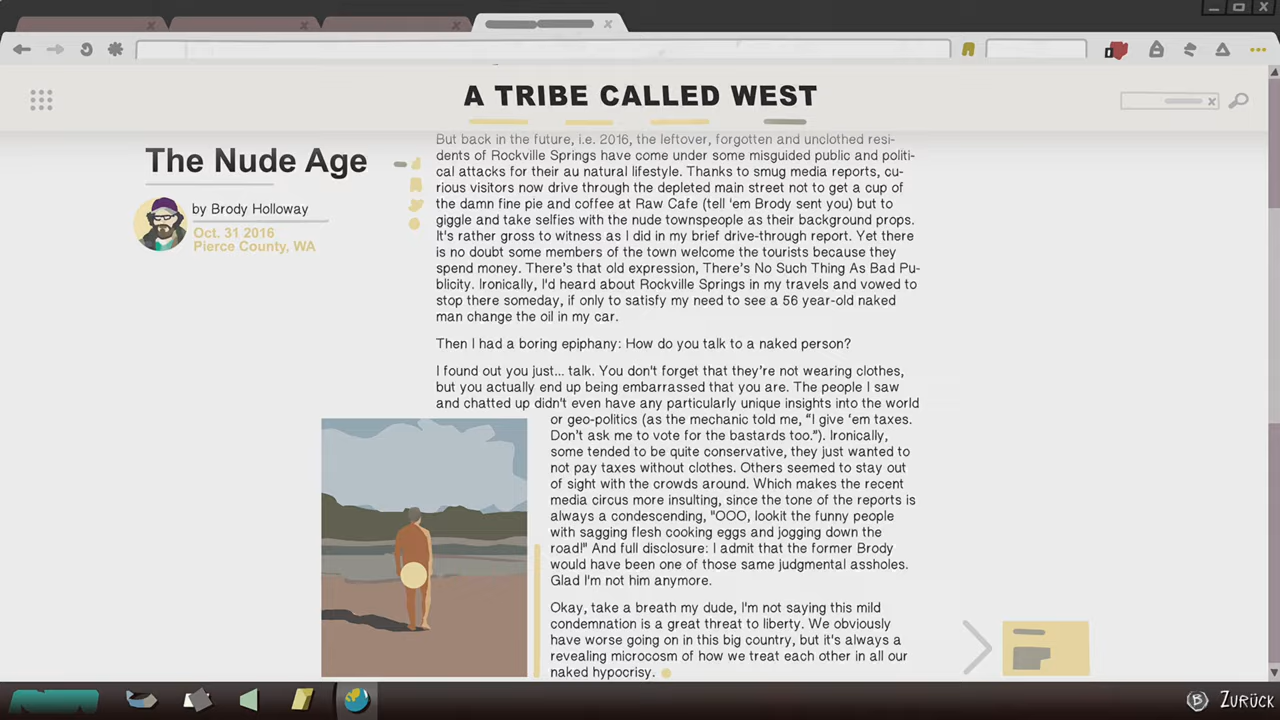 A TRIBE CALLED WEST
The Nude Age
by Brody Holloway
Oct. 31 2016
Pierce County, WA
But back in the future, i.e. 2016, the leftover, forgotten and unclothed resi-
dents of Rockville Springs have come under some misguided public and politi-
cal attacks for their au natural lifestyle. Thanks to smug media reports, cu-
rious visitors now drive through the depleted main street not to get a cup of
the damn fine pie and coffee at Raw Cafe (tell 'em Brody sent you) but to
giggle and take selfies with the nude townspeople as their background props.
It's rather gross to witness as I did in my brief drive-through report. Yet there
is no doubt some members of the town welcome the tourists because they
spend money. There's that old expression, There's No Such Thing As Bad Pu-
blicity. Ironically, I'd heard about Rockville Springs in my travels and vowed to
stop there someday, if only to satisfy my need to see a 56 year-old naked
man change the oil in my car.
Then I had a boring epiphany: How do you talk to a naked person?
I found out you just... talk. You don't forget that they're not wearing clothes,
but you actually end up being embarrassed that you are. The people I saw
and chatted up didn't even have any particularly unique insights into the world
or geo-politics (as the mechanic told me, "I give 'em taxes.
Don't ask me to vote for the bastards too."). Ironically,
some tended to be quite conservative, they just wanted to
not pay taxes without clothes. Others seemed to stay out
of sight with the crowds around. Which makes the recent
media circus more insulting, since the tone of the reports is
always a condescending, "OOO, lookit the funny people
with sagging flesh cooking eggs and jogging down the
road!" And full disclosure: I admit that the former Brody
would have been one of those same judgmental assholes.
Glad I'm not him anymore.
Okay, take a breath my dude, I'm not saying this mild
condemnation is a great threat to liberty. We obviously
have worse going on in this big country, but it's always a
revealing microcosm of how we treat each other in all our
naked hypocrisy.
B ZURÜCK